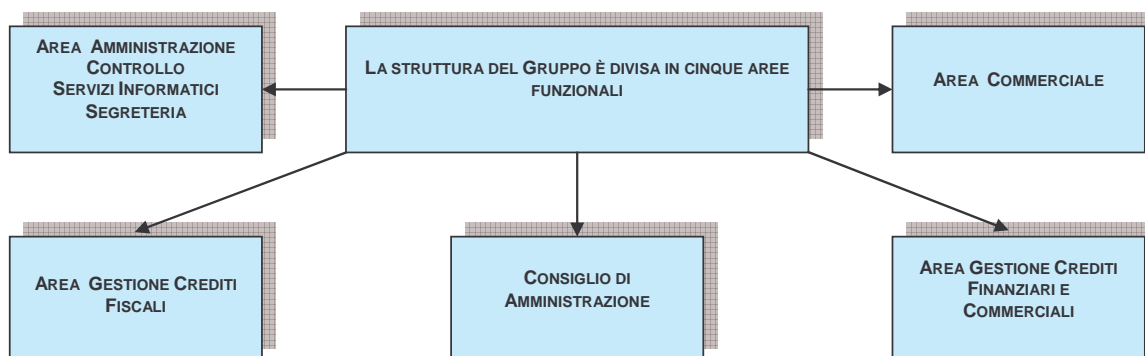 AREA AMMINISTRAZIONE
CONTROLLO
SERVIZI INFORMATICI
SEGRETERIA
LA STRUTTURA DEL GRUPPO È DIVISA IN CINQUE AREE
FUNZIONALI
AREA COMMERCIALE
AREA GESTIONE CREDITI
FISCALI
CONSIGLIO DI
AMMINISTRAZIONE
AREA GESTIONE CREDITI
FINANZIARI E
COMMERCIALI